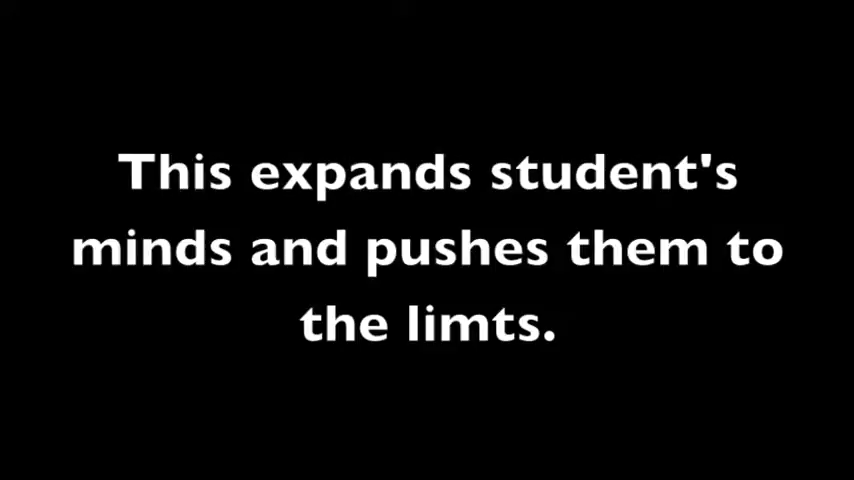 This expands student's
minds and pushes them to
the limts.